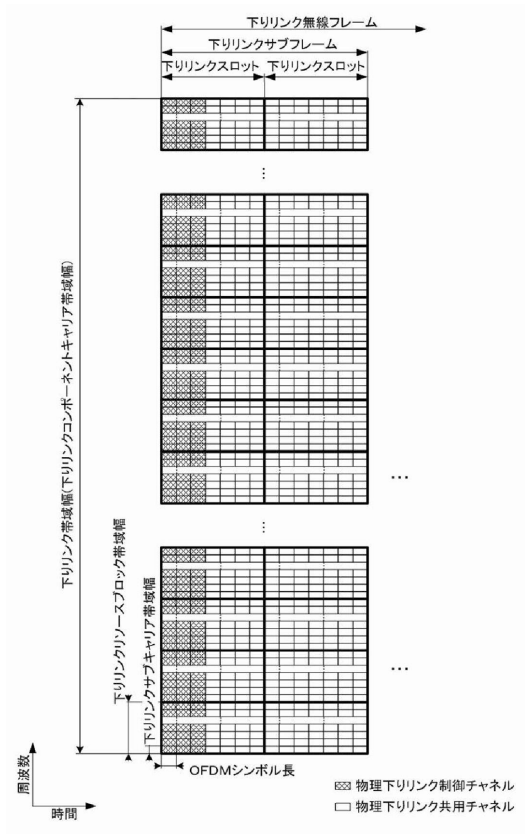 下りリンク無線フレーム
下りリンクサブフレーム
下りリンクスロット
下りリンクスロット
下りリンク帯域幅(下りリンクコンポーネントキャリア帯域幅)
下りリンクリソースブロック帯域幅
下りリンクサブキャリア帯域幅
…
…
…
…
OFDMシンボル長
周波数
時間
物理下りリンク制御チャネル
物理下りリンク共用チャネル